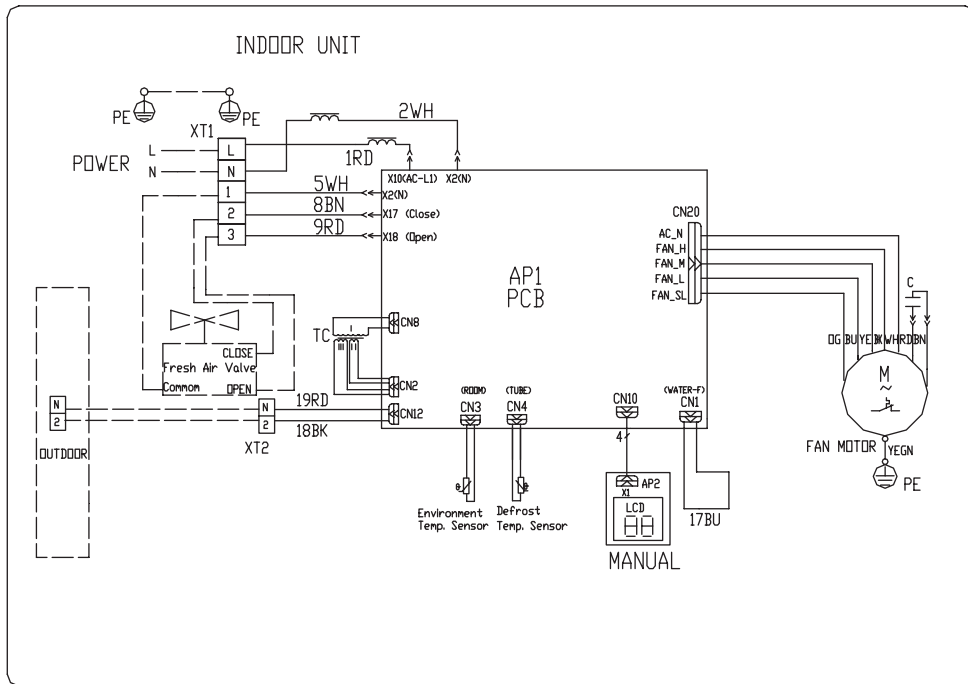 INDOOR UNIT
PE
PE
XT1
2WH
L
L
POWER
N
N
1RD
X10(AC-L1)
X2(N)
1
5WH
X2(N)
2
8BN
X17 (Close)
3
9RD
X18 (Open)
CN20
AC_N
FAN_H
FAN_M
FAN_L
FAN_SL
AP1
PCB
C
TC
I
III
II
CN8
CLOSE
Fresh Air Valve
Commom
OPEN
CN2
OG BU YE BK WH RD BN
M
~
N
2
19RD
N
2
CN12
18BK
XT2
OUTDOOR
(ROOM)
CN3
(TUBE)
CN4
CN10
(WATER-F)
CN1
4
FAN MOTOR
YEGN
PE
AP2
X1
LCD
88
17BU
Environment
Temp. Sensor
Defrost
Temp. Sensor
MANUAL